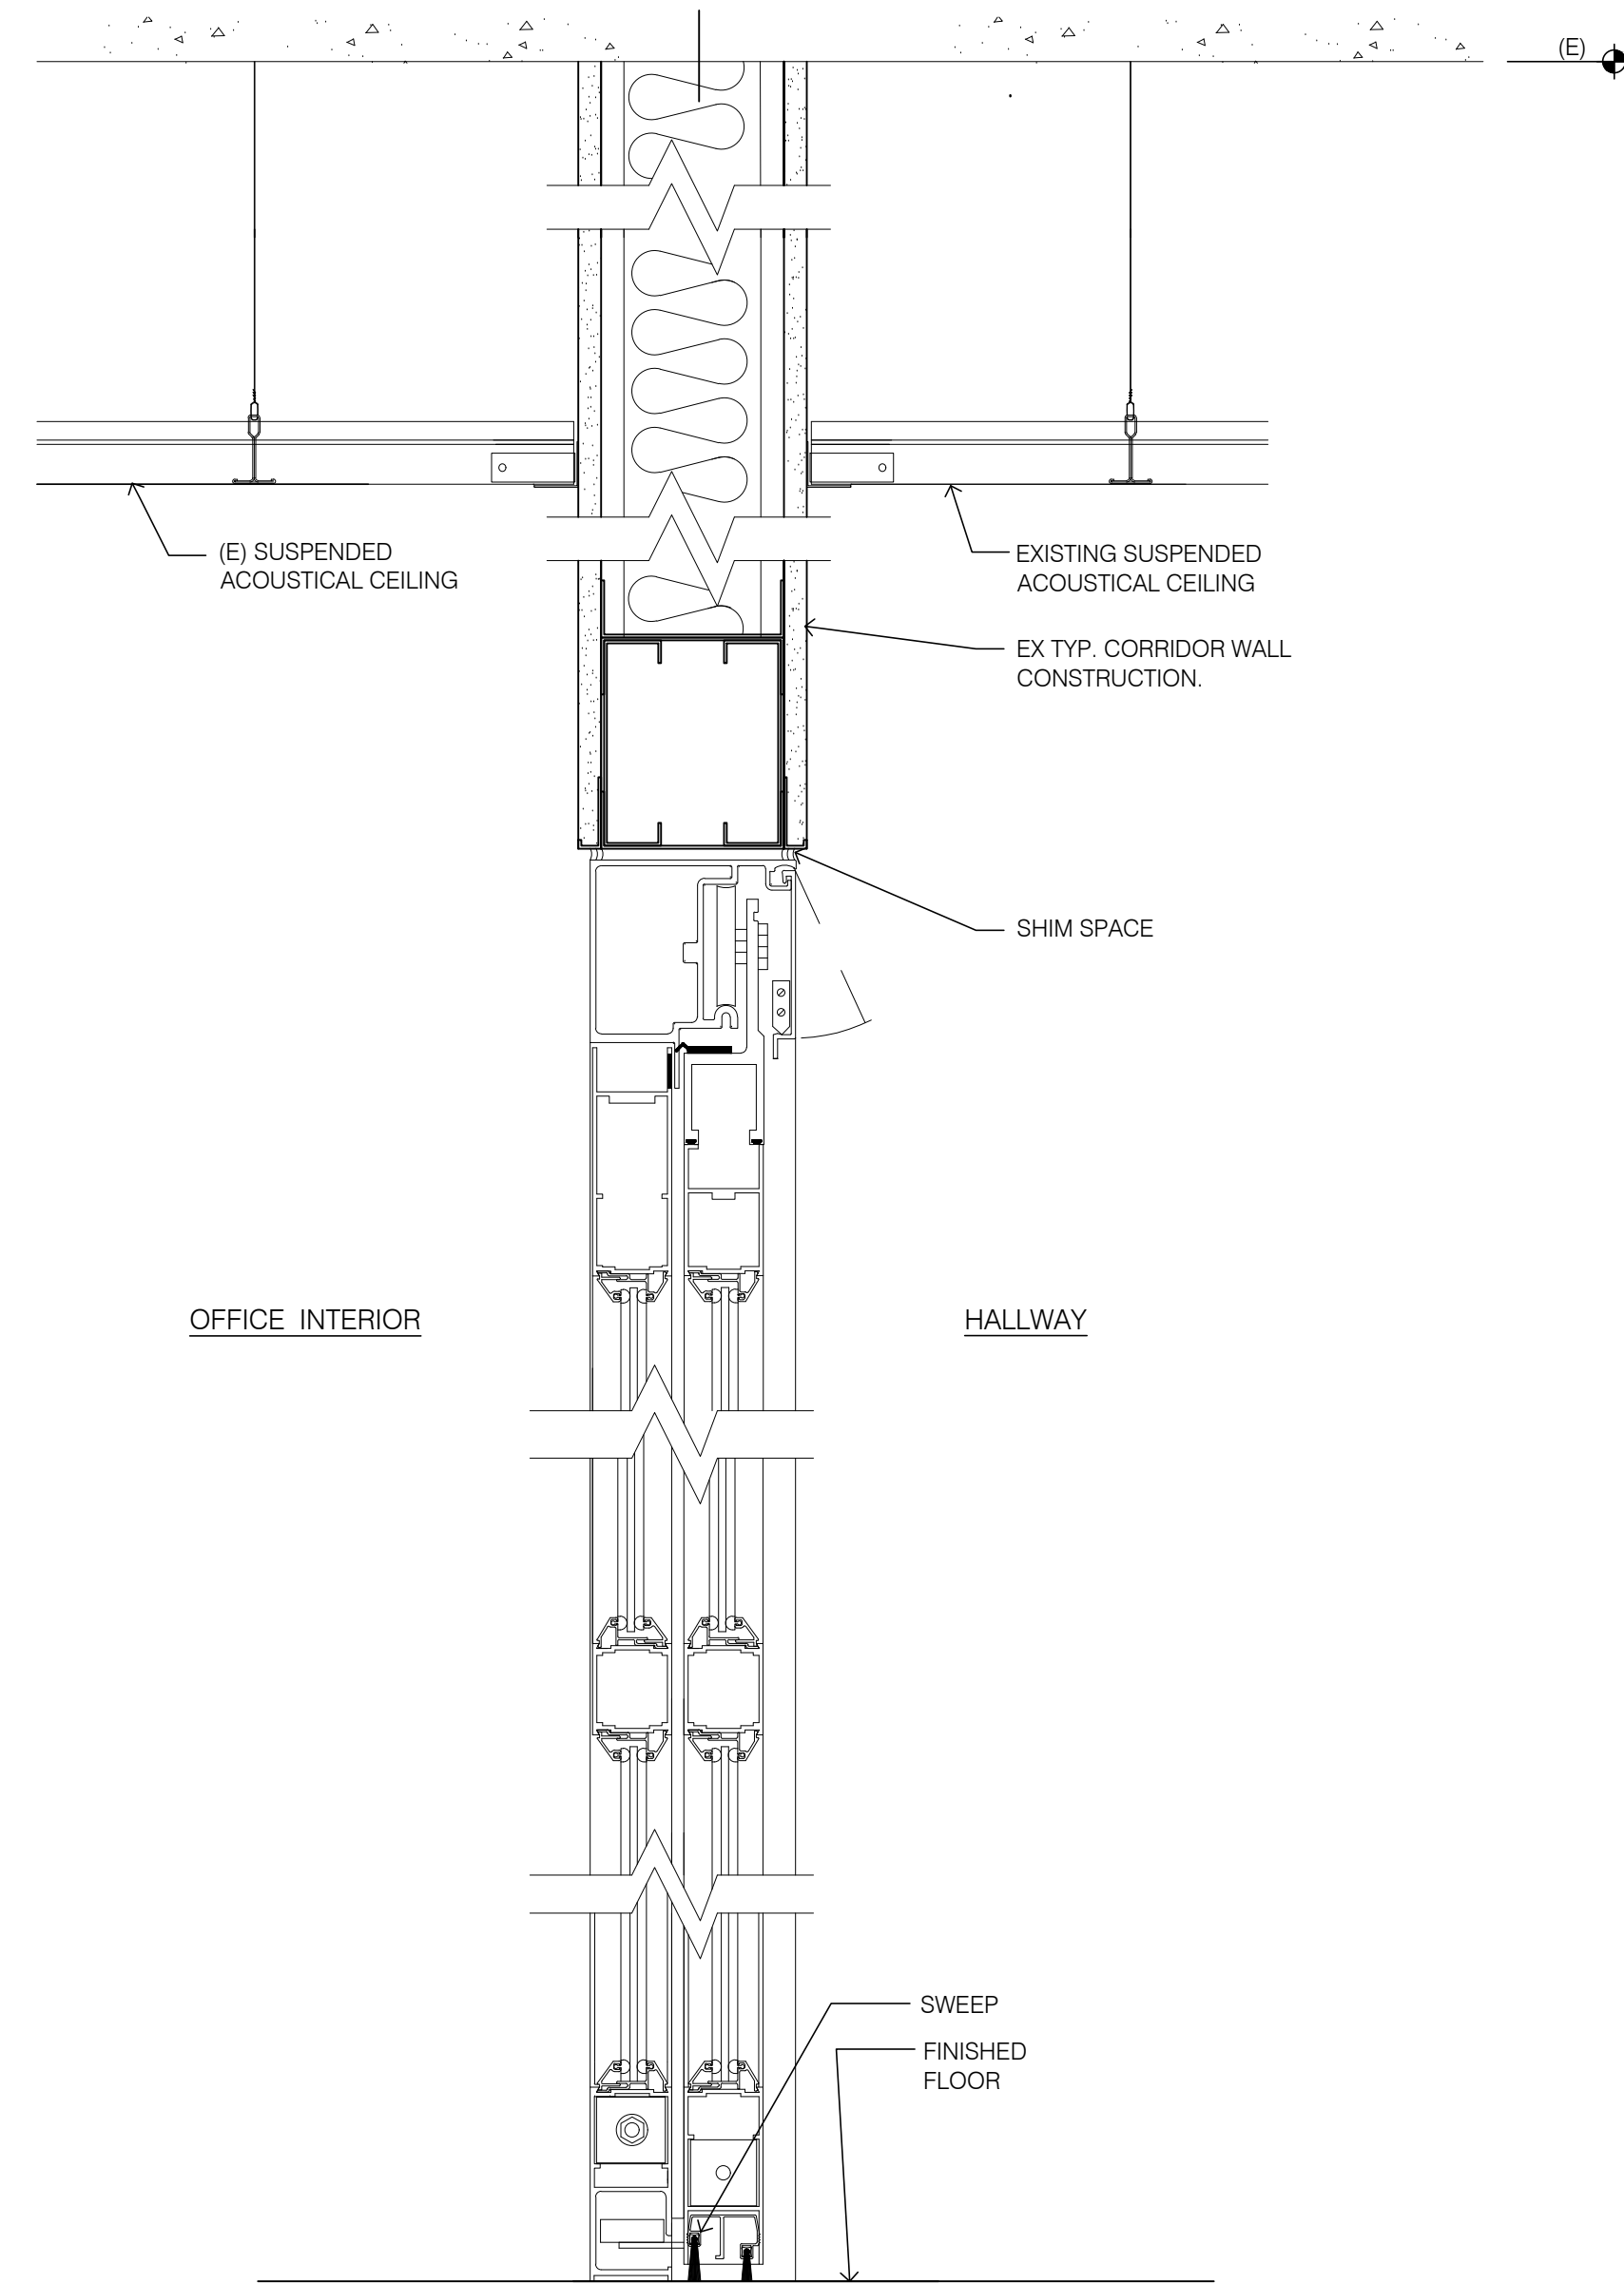 (E)
(E) SUSPENDED
ACOUSTICAL CEILING
EXISTING SUSPENDED
ACOUSTICAL CEILING
EX TYP. CORRIDOR WALL
CONSTRUCTION.
SHIM SPACE
OFFICE INTERIOR
HALLWAY
SWEEP
FINISHED
FLOOR